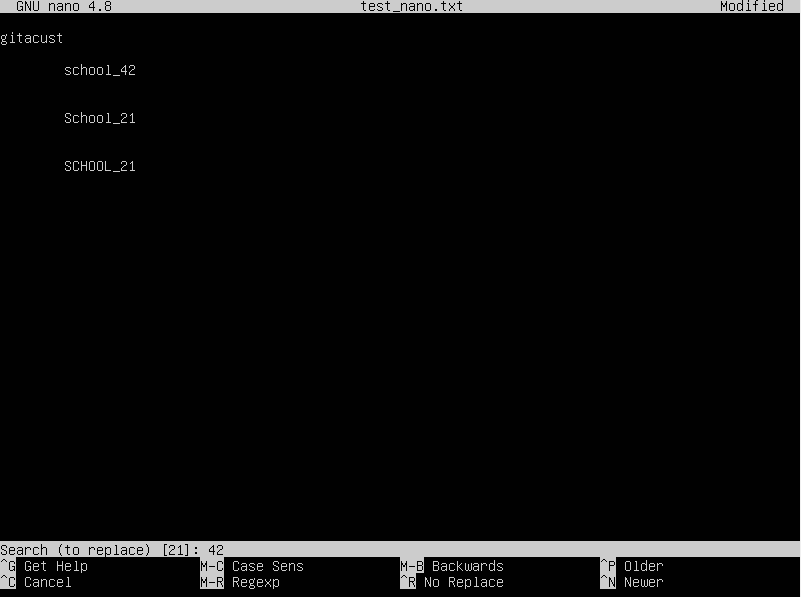 GNU nano 4.8 test_nano.txt Modified
gitacust
school_42
School_21
SCHOOL_21
Search (to replace) [21]: 42
^G Get Help M-C Case Sens M-B Backwards ^P Older
^C Cancel M-R Regexp ^R No Replace ^N Newer